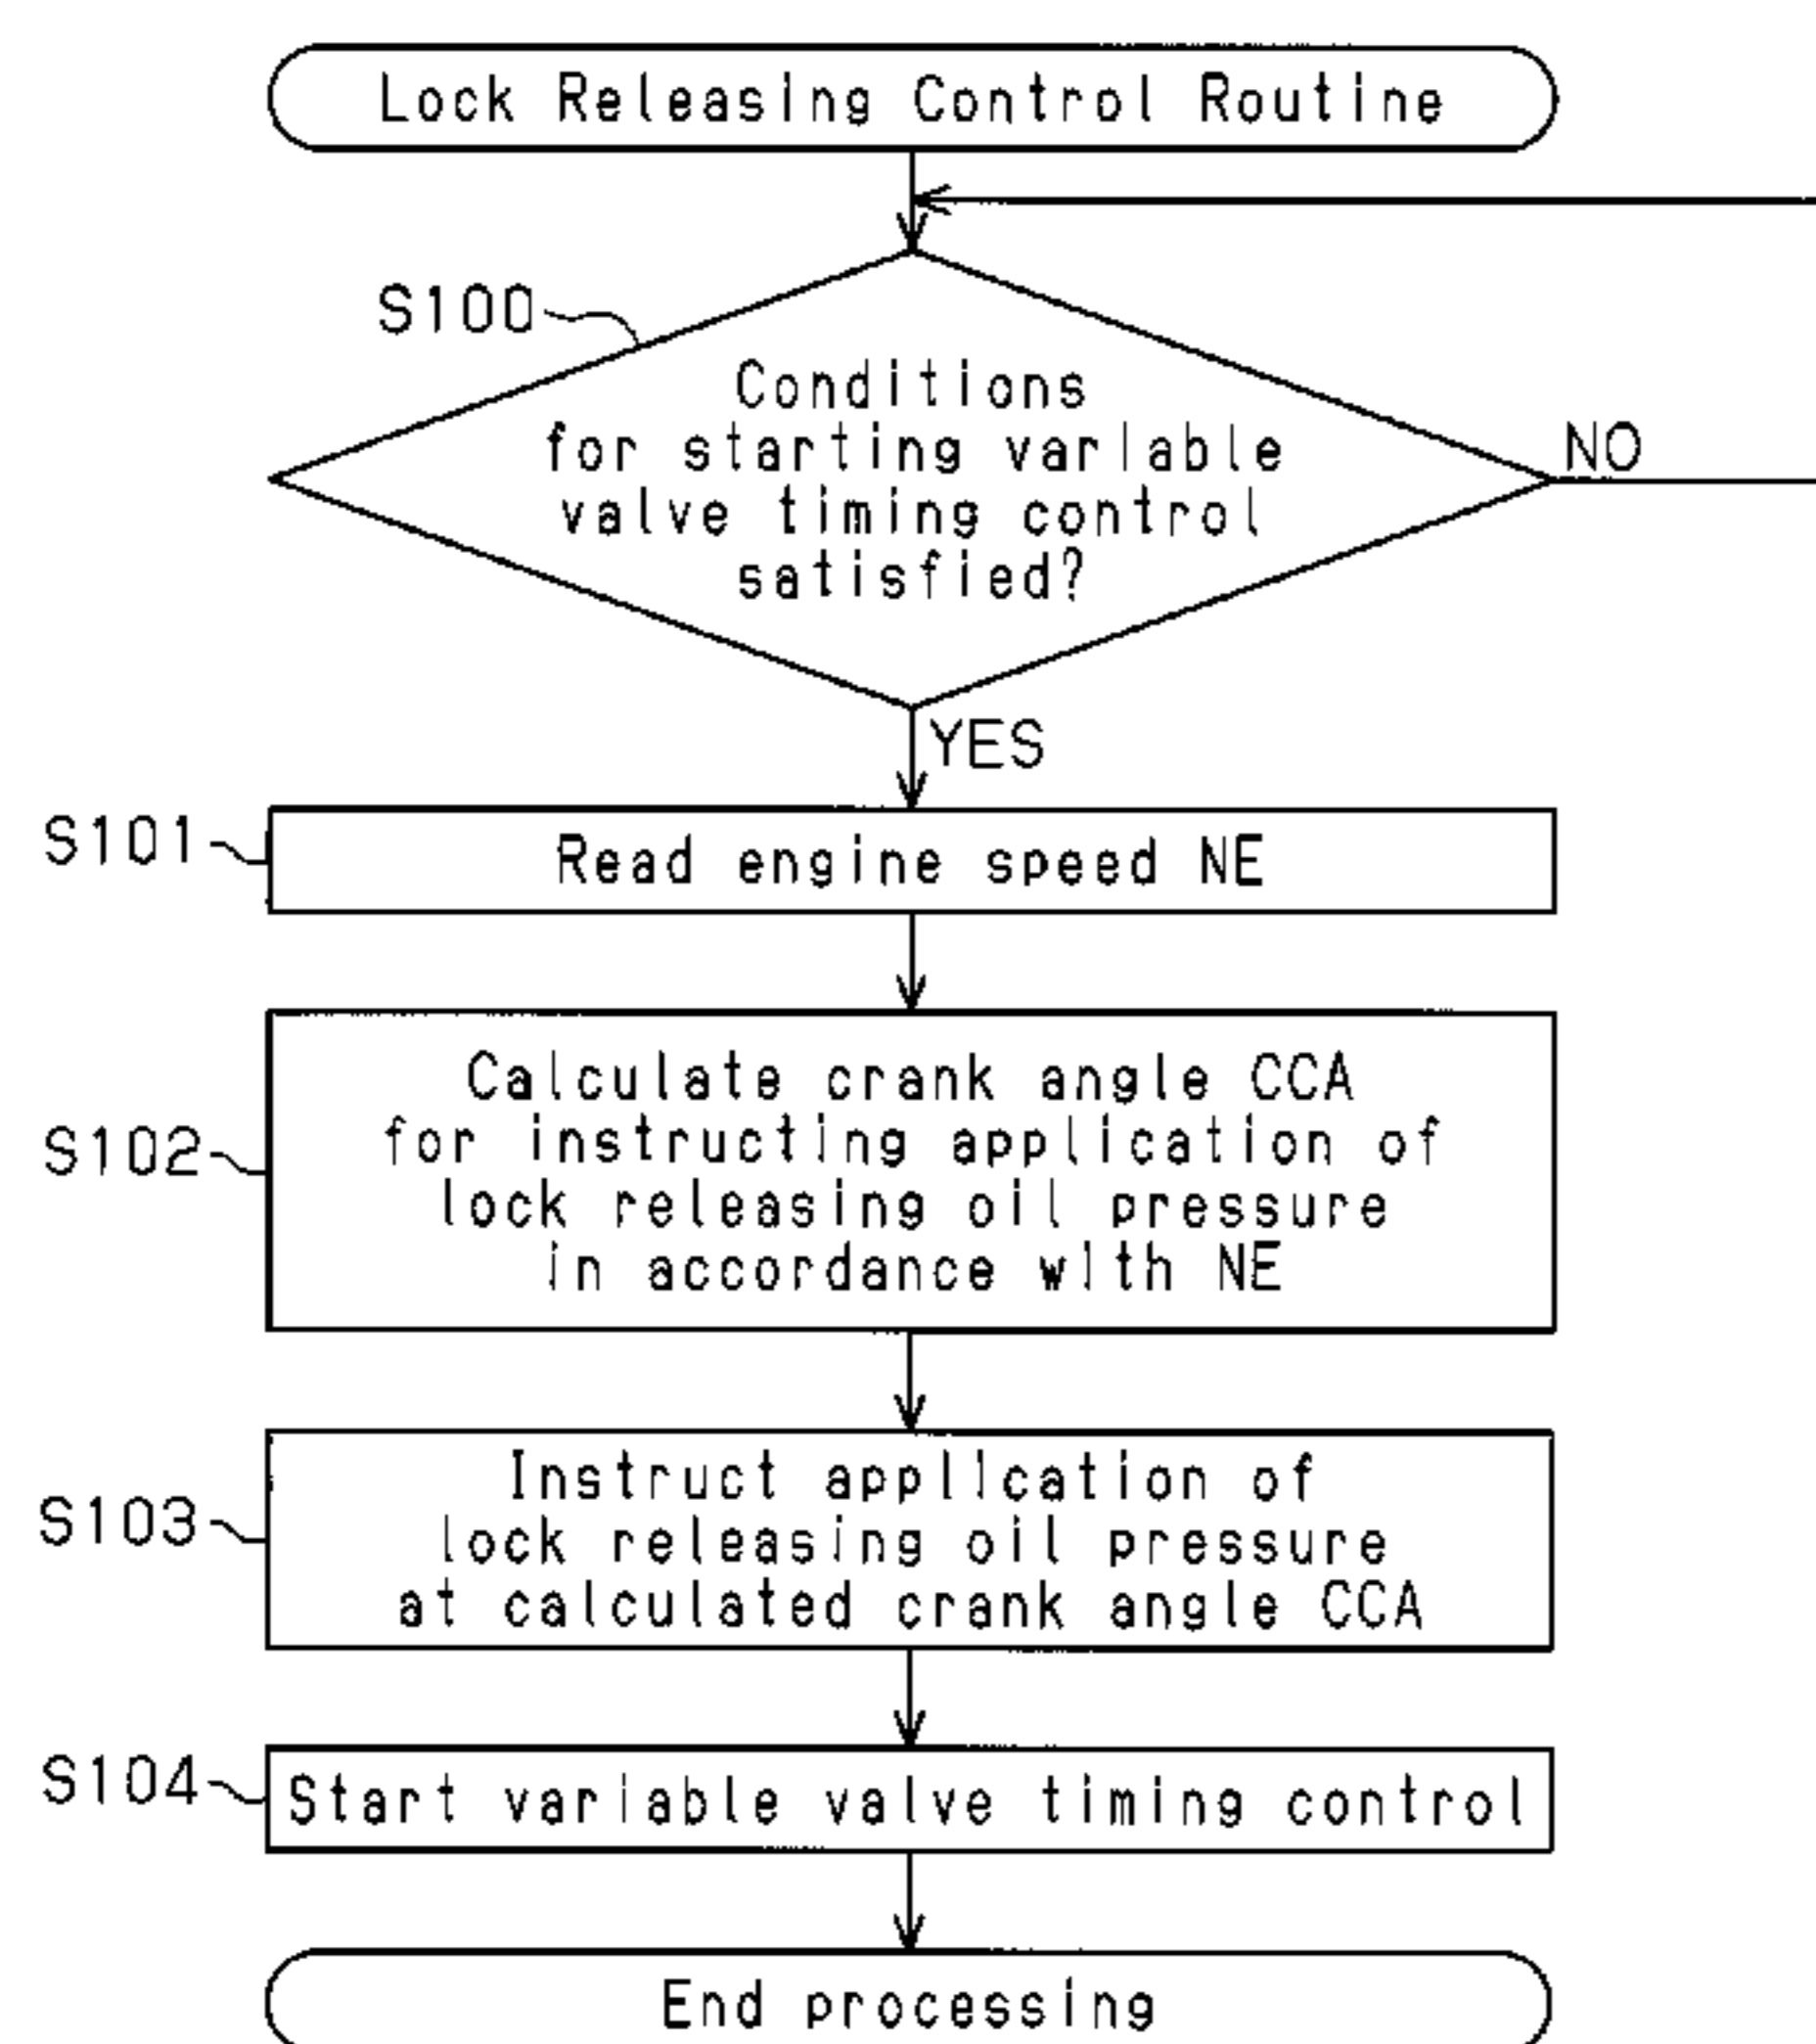 Lock Releasing Control Routine
S100
Conditions
for starting variable
valve timing control
satisfied?
NO
YES
S101
Read engine speed NE
S102
Calculate crank angle CCA
for instructing application of
lock releasing oil pressure
in accordance with NE
S103
Instruct application of
lock releasing oil pressure
at calculated crank angle CCA
S104
Start variable valve timing control
End processing